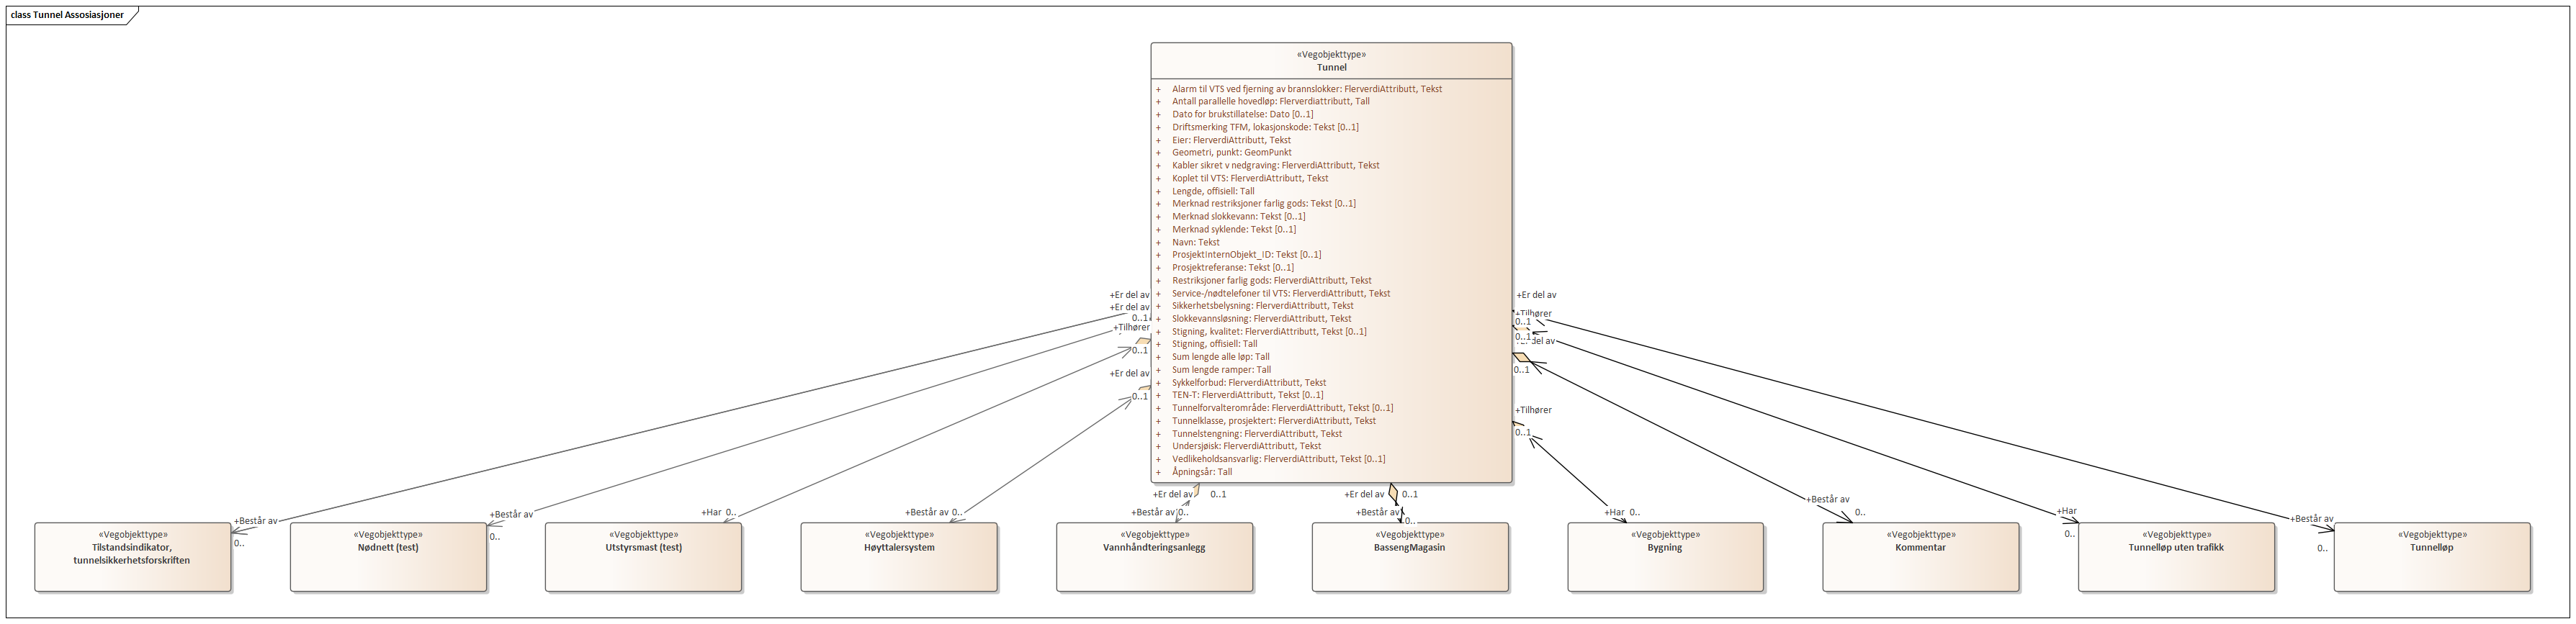 class Tunnel Assosiasjoner
«Vegobjekttype»
Tunnel
+ Alarm til VTS ved fjerning av brannslokker: FlerverdiAttributt, Tekst
+ Antall parallelle hovedløp: Flerverdiattributt, Tall
+ Dato for brukstillatelse: Dato [0..1]
+ Driftsmerking TFM, lokasjonskode: Tekst [0..1]
+ Eier: FlerverdiAttributt, Tekst
+ Geometri, punkt: GeomPunkt
+ Kabler sikret v nedgraving: FlerverdiAttributt, Tekst
+ Koplet til VTS: FlerverdiAttributt, Tekst
+ Lengde, offisiell: Tall
+ Merknad restriksjoner farlig gods: Tekst [0..1]
+ Merknad slokkevann: Tekst [0..1]
+ Merknad syklende: Tekst [0..1]
+ Navn: Tekst
+ ProsjektInternObjekt_ID: Tekst [0..1]
+ Prosjektreferanse: Tekst [0..1]
+ Restriksjoner farlig gods: FlerverdiAttributt, Tekst
+ Service-/nødtelefoner til VTS: FlerverdiAttributt, Tekst
+ Sikkerhetsbelysning: FlerverdiAttributt, Tekst
+ Slokkevannsløsning: FlerverdiAttributt, Tekst
+ Stigning, kvalitet: FlerverdiAttributt, Tekst [0..1]
+ Stigning, offisiell: Tall
+ Sum lengde alle løp: Tall
+ Sum lengde ramper: Tall
+ Sykkelforbud: FlerverdiAttributt, Tekst
+ TEN-T: FlerverdiAttributt, Tekst [0..1]
+ Tunnelforvalterområde: FlerverdiAttributt, Tekst [0..1]
+ Tunnelklasse, prosjektert: FlerverdiAttributt, Tekst
+ Tunnelstengning: FlerverdiAttributt, Tekst
+ Undersjøisk: FlerverdiAttributt, Tekst
+ Vedlikeholdsansvarlig: FlerverdiAttributt, Tekst [0..1]
+ Åpningsår: Tall
+Er del av
+Er del av
0..1
+Tilhører
0..1
+Er del av
0..1
+Er del av
+Tilhører
0..1
0..1
del av
0..1
+Tilhører
0..1
+Er del av 0..1
+Er del av 0..1
+Består av
0..
+Består av
0..
+Har 0..
+Består av 0..
+Består av 0..
+Består av
0..
+Har 0..
+Består av
0..
+Har
0..
+Består av
0..
«Vegobjekttype»
Tilstandsindikator,
tunnelsikkerhetsforskriften
«Vegobjekttype»
Nødnett (test)
«Vegobjekttype»
Utstyrsmast (test)
«Vegobjekttype»
Høyttalersystem
«Vegobjekttype»
Vannhåndteringsanlegg
«Vegobjekttype»
BassengMagasin
«Vegobjekttype»
Bygning
«Vegobjekttype»
Kommentar
«Vegobjekttype»
Tunnelløp uten trafikk
«Vegobjekttype»
Tunnelløp